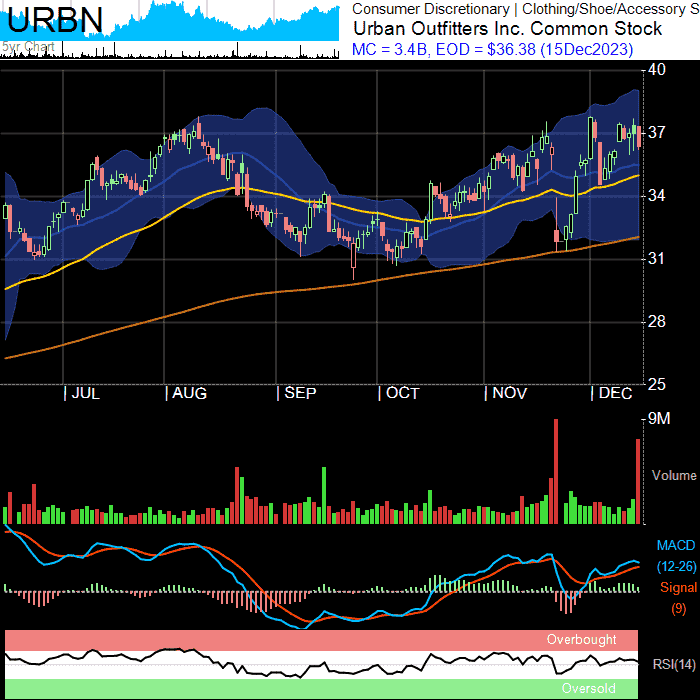 URBN
5yr Chart
Consumer Discretionary | Clothing/Shoe/Accessory S
Urban Outfitters Inc. Common Stock
MC = 3.4B, EOD = $36.38 (15Dec2023)
40
37
34
31
28
25
| JUL
| AUG
| SEP
| OCT
| NOV
| DEC
9M
Volume
MACD
(12-26)
Signal
(9)
Overbought
RSI(14)
Oversold